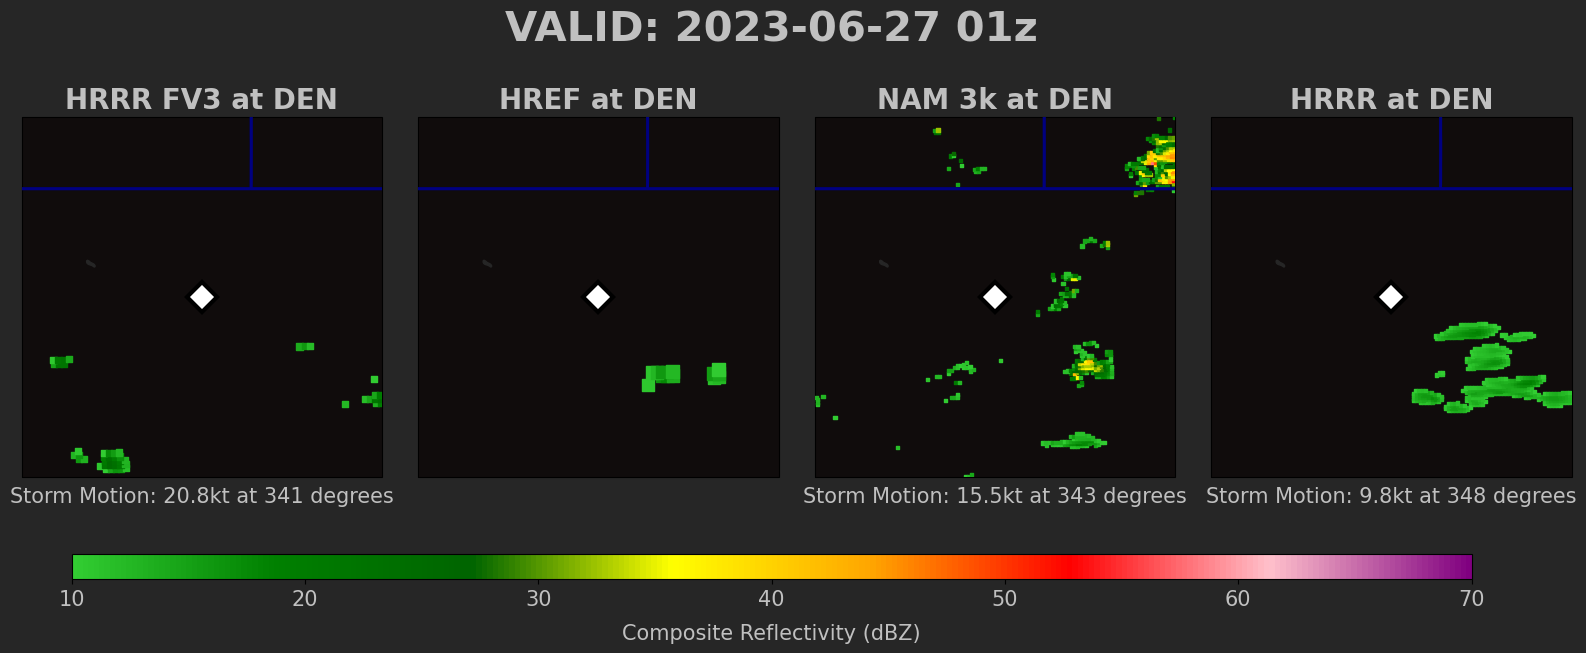 VALID: 2023-06-27 01z
HRRR FV3 at DEN
HREF at DEN
NAM 3k at DEN
HRRR at DEN
Storm Motion: 20.8kt at 341 degrees
Storm Motion: 15.5kt at 343 degrees
Storm Motion: 9.8kt at 348 degrees
10 20 30 40 50 60 70
Composite Reflectivity (dBZ)